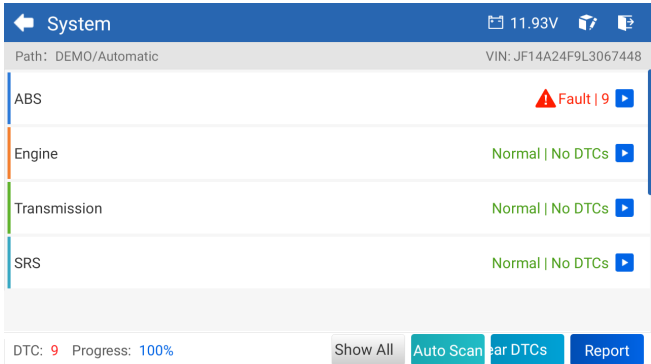 System 11.93V
Path: DEMO/Automatic VIN: JF14A24F9L3067448
ABS Fault | 9
Engine Normal | No DTCs
Transmission Normal | No DTCs
SRS Normal | No DTCs
DTC: 9 Progress: 100% Show All Auto Scan ear DTCs Report